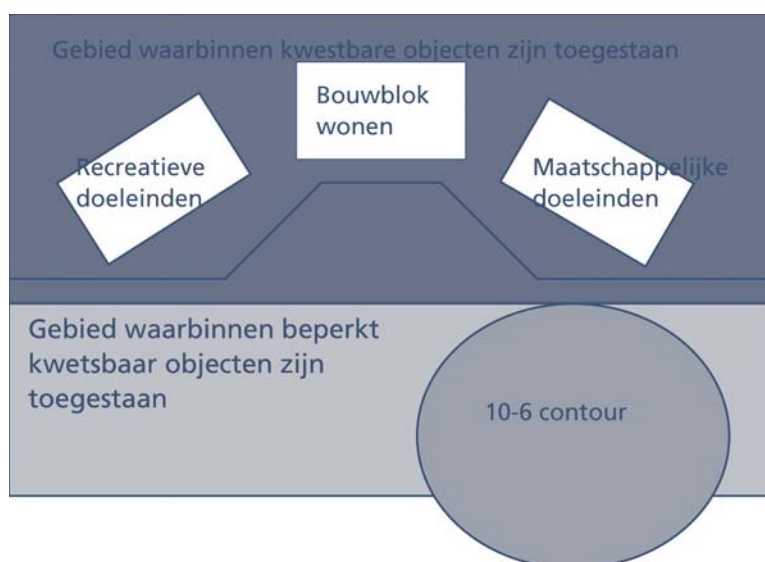 Gebied waarbinnen kwestbare objecten zijn toegestaan
Bouwblok
wonen
Recreatieve
doeleinden
Maatschappelijke
doeleinden
Gebied waarbinnen beperkt
kwetsbaar objecten zijn
toegestaan
10-6 contour